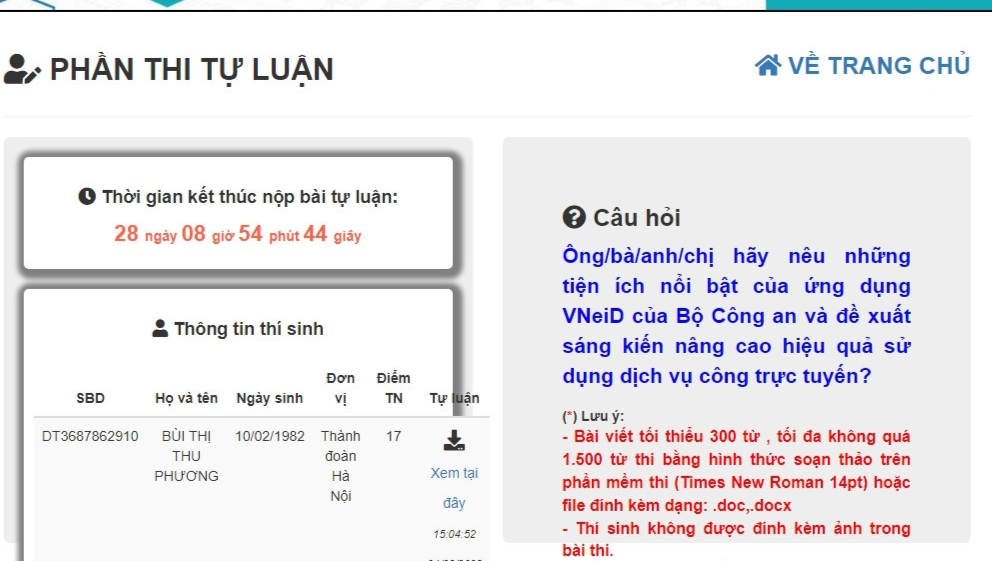 PHẦN THI TỰ LUẬN
VỀ TRANG CHỦ
Thời gian kết thúc nộp bài tự luận:
28 ngày 08 giờ 54 phút 44 giây
Thông tin thí sinh
SBD Họ và tên Ngày sinh Đơn vị Điểm TN Tự luận
DT3687862910 BÙI THỊ THU PHƯƠNG 10/02/1982 Thành đoàn Hà Nội 17
Xem tại
đây
15:04:52
Câu hỏi
Ông/bà/anh/chị hãy nêu những
tiện ích nổi bật của ứng dụng
VNeiD của Bộ Công an và đề xuất
sáng kiến nâng cao hiệu quả sử
dụng dịch vụ công trực tuyến?
(*) Lưu ý:
- Bài viết tối thiểu 300 từ , tối đa không quá
1.500 từ thi bằng hình thức soạn thảo trên
phần mềm thi (Times New Roman 14pt) hoặc
file đính kèm dạng: .doc,.docx
- Thí sinh không được đính kèm ảnh trong
bài thi.